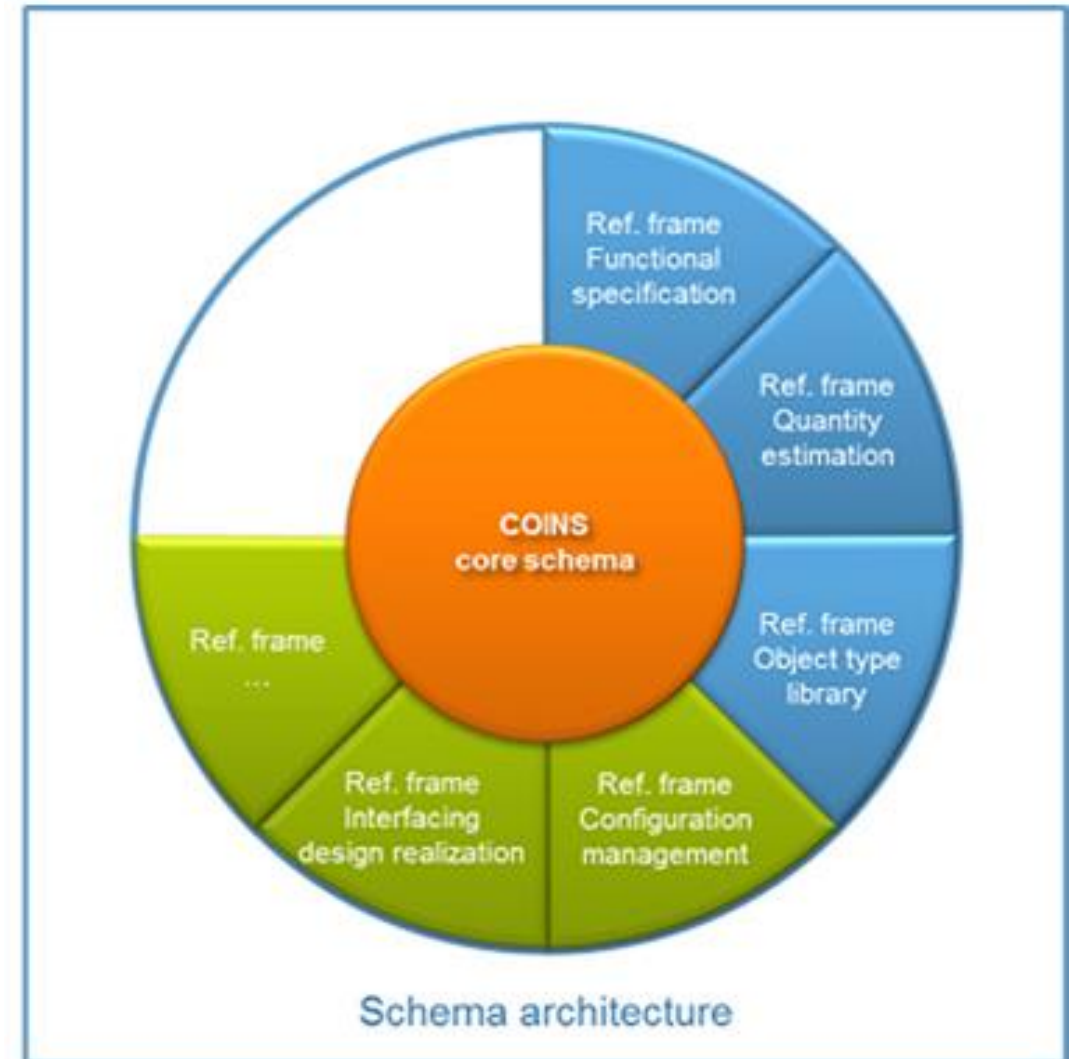 Ref. frame
Functional
specification
Ref. frame
Quantity
estimation
COINS
core schema
Ref. frame
Object type
library
Ref. frame
...
Ref. frame
Interfacing
design realization
Ref. frame
Configuration
management
Schema architecture